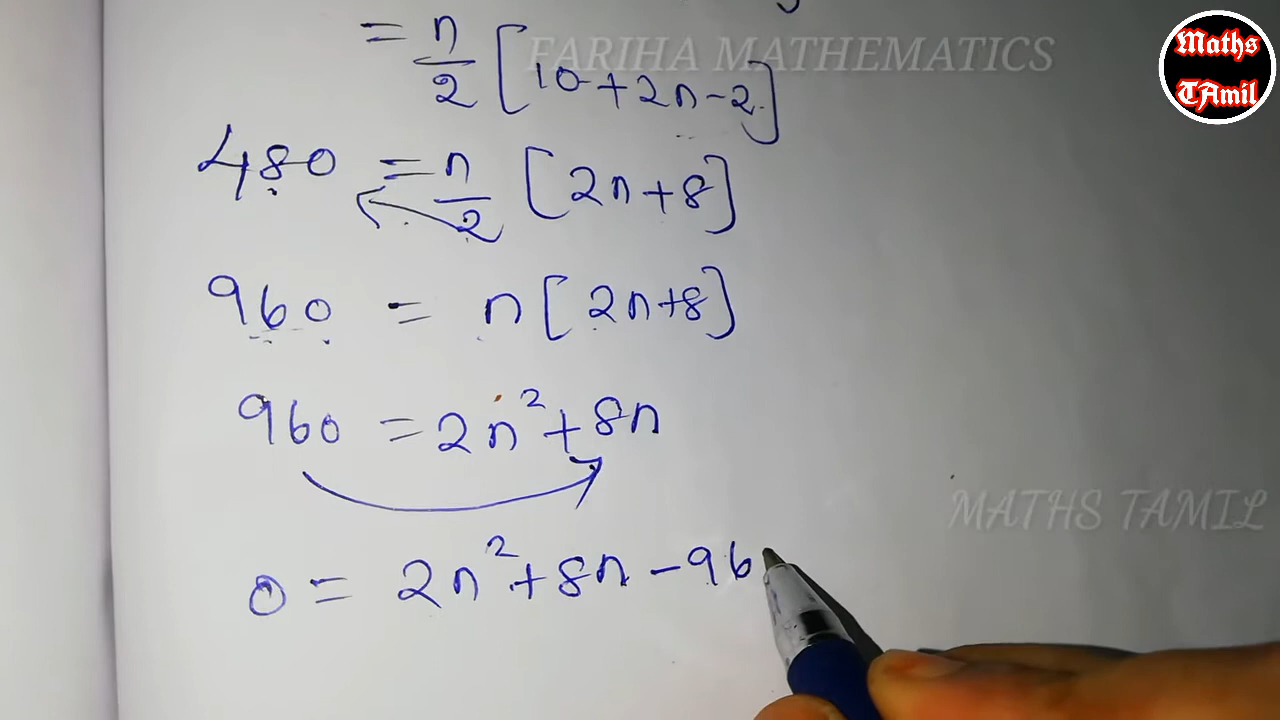 FARIHA MATHEMATICS
Maths
TAmil
= n/2 [10+2n-2]
480 = n/2 [2n+8]
960 = n[2n+8]
960 = 2n²+8n
MATHS TAMIL
0 = 2n²+8n-96